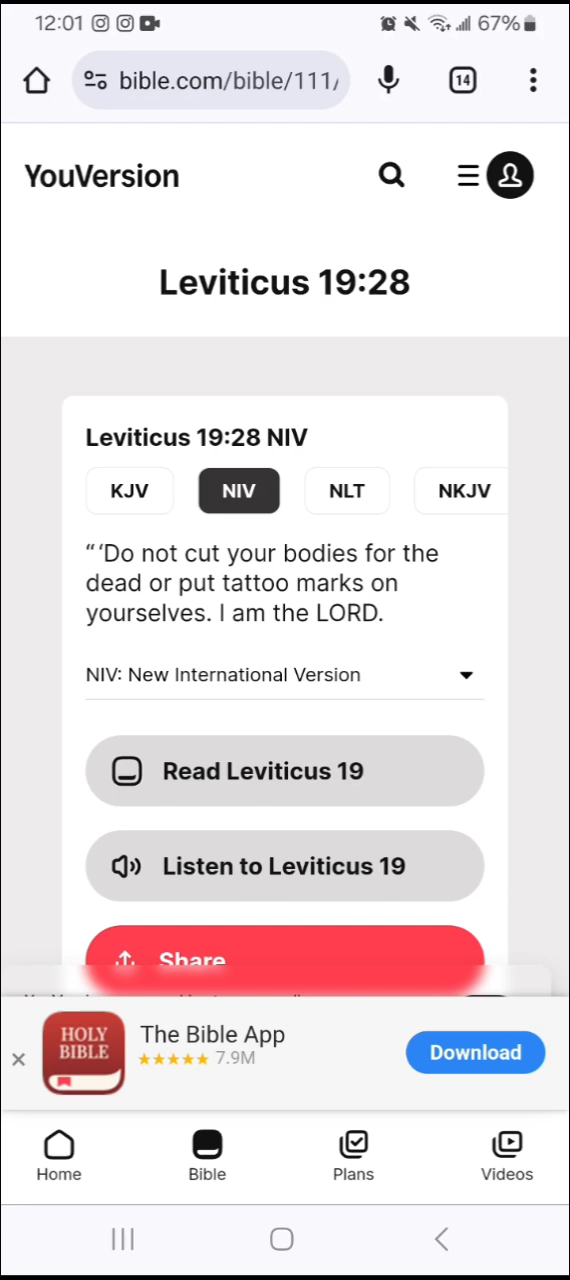 12:01 67%
bible.com/bible/111/ 14
YouVersion
Leviticus 19:28
Leviticus 19:28 NIV
KJV NIV NLT NKJV
“ ‘Do not cut your bodies for the
dead or put tattoo marks on
yourselves. I am the LORD.
NIV: New International Version
Read Leviticus 19
Listen to Leviticus 19
Share
HOLY
BIBLE
The Bible App
7.9M
Download
Home Bible Plans Videos